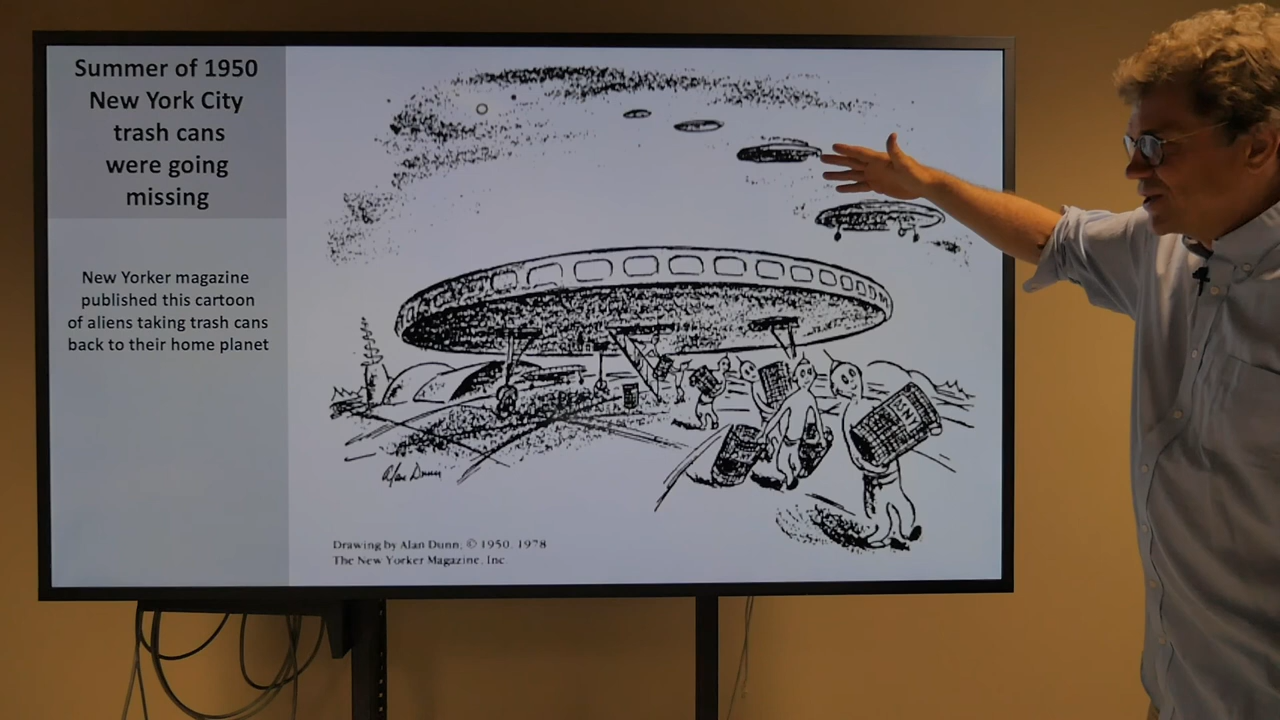 Summer of 1950
New York City
trash cans
were going
missing
New Yorker magazine
published this cartoon
of aliens taking trash cans
back to their home planet
Alan Dunn
Drawing by Alan Dunn; © 1950, 1978
The New Yorker Magazine, Inc.